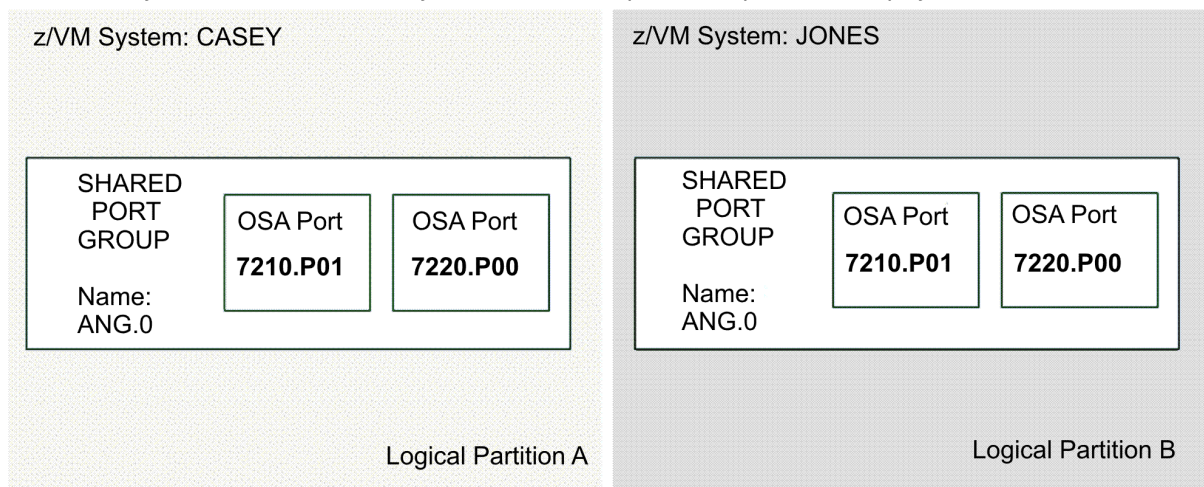 z/VM System: CASEY
SHARED
PORT
GROUP
Name:
ANG.0
OSA Port
7210.P01
OSA Port
7220.P00
Logical Partition A
z/VM System: JONES
SHARED
PORT
GROUP
Name:
ANG.0
OSA Port
7210.P01
OSA Port
7220.P00
Logical Partition B